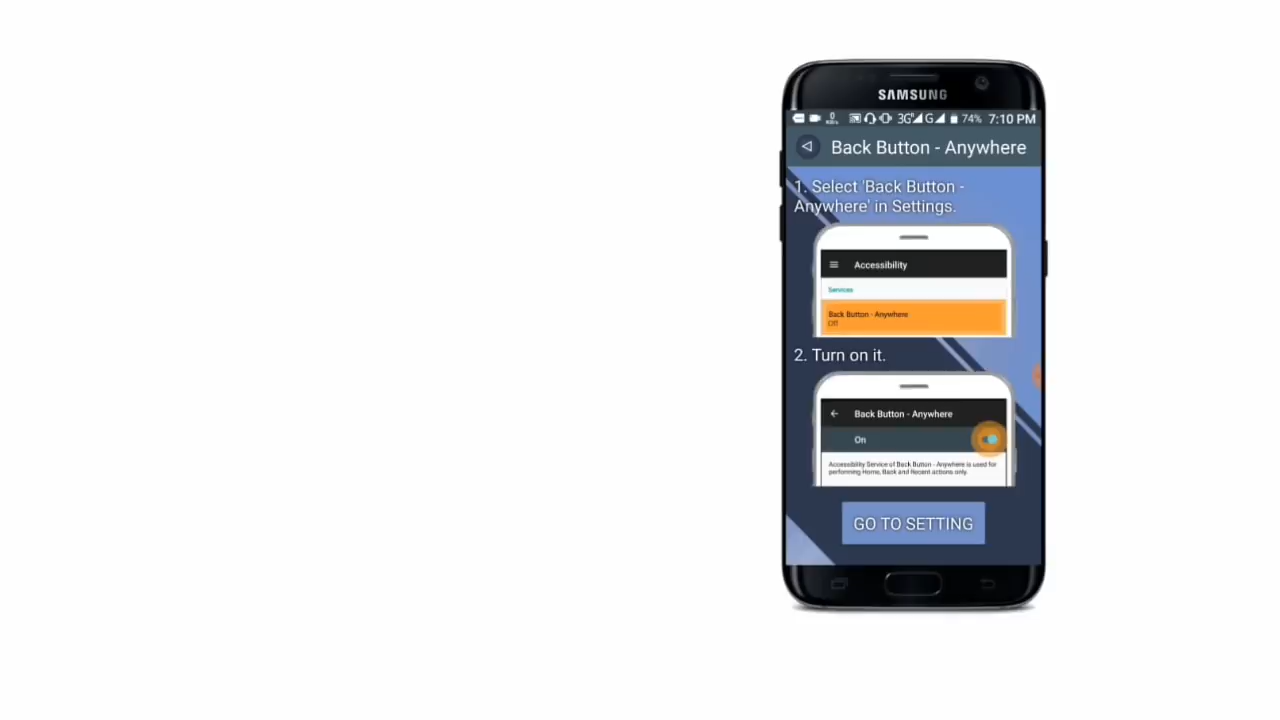 SAMSUNG
3G G 74% 7:10 PM
Back Button - Anywhere
1. Select 'Back Button -
Anywhere' in Settings.
Accessibility
Services
Back Button - Anywhere
Off
2. Turn on it.
Back Button - Anywhere
On
Accessibility Service of Back Button - Anywhere is used for
performing Home, Back and Recent actions only.
GO TO SETTING